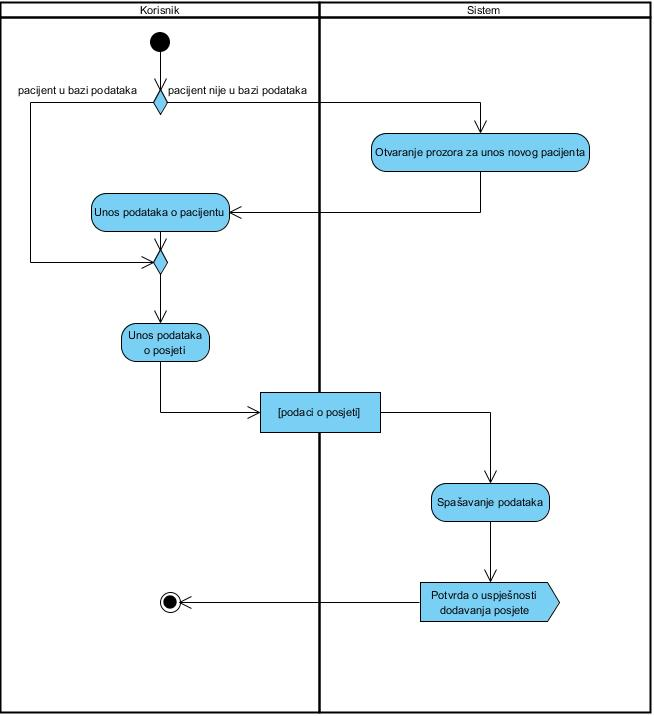 Korisnik
Sistem
pacijent u bazi podataka
pacijent nije u bazi podataka
Otvaranje prozora za unos novog pacijenta
Unos podataka o pacijentu
Unos podataka
o posjeti
[podaci o posjeti]
Spašavanje podataka
Potvrda o uspješnosti
dodavanja posjete